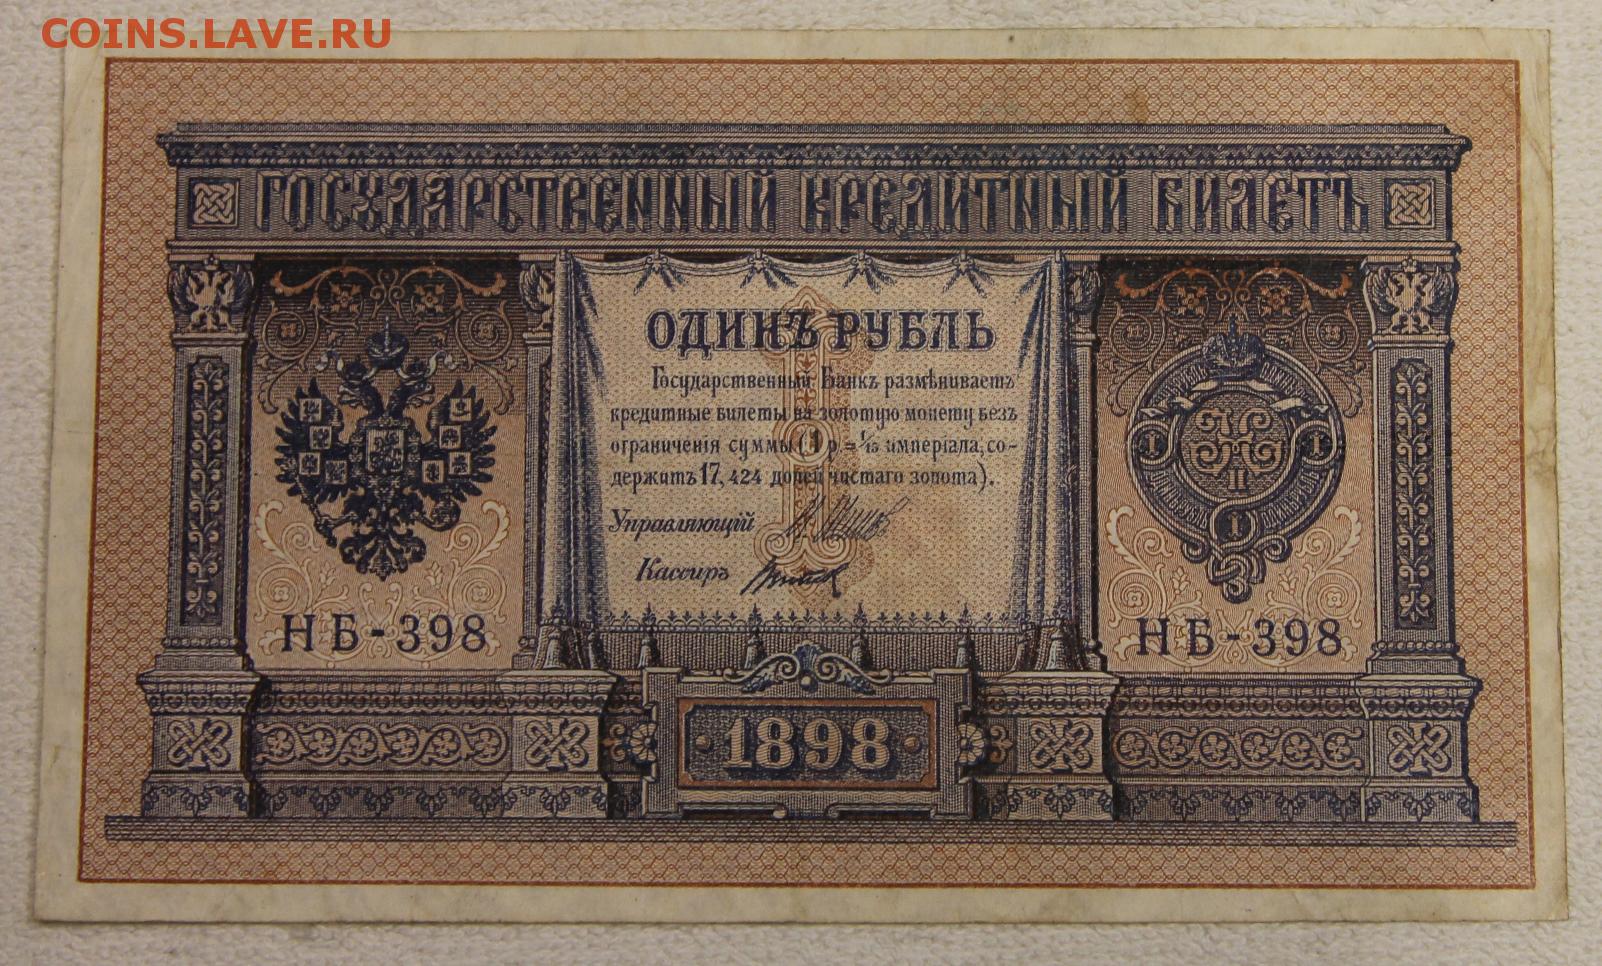 COINS.LAVE.RU
ГОСУДАРСТВЕННЫЙ КРЕДИТНЫЙ БИЛЕТЪ
ОДИНЪ РУБЛЬ
Государственный Банкъ размѣниваетъ
кредитные билеты на золотую монету безъ
ограниченія суммы (1 р. = 1/15 имперіала, со-
держитъ 17,424 долей чистаго золота).
Управляющій
Кассиръ
НБ-398
НБ-398
1898
I
I
II
I